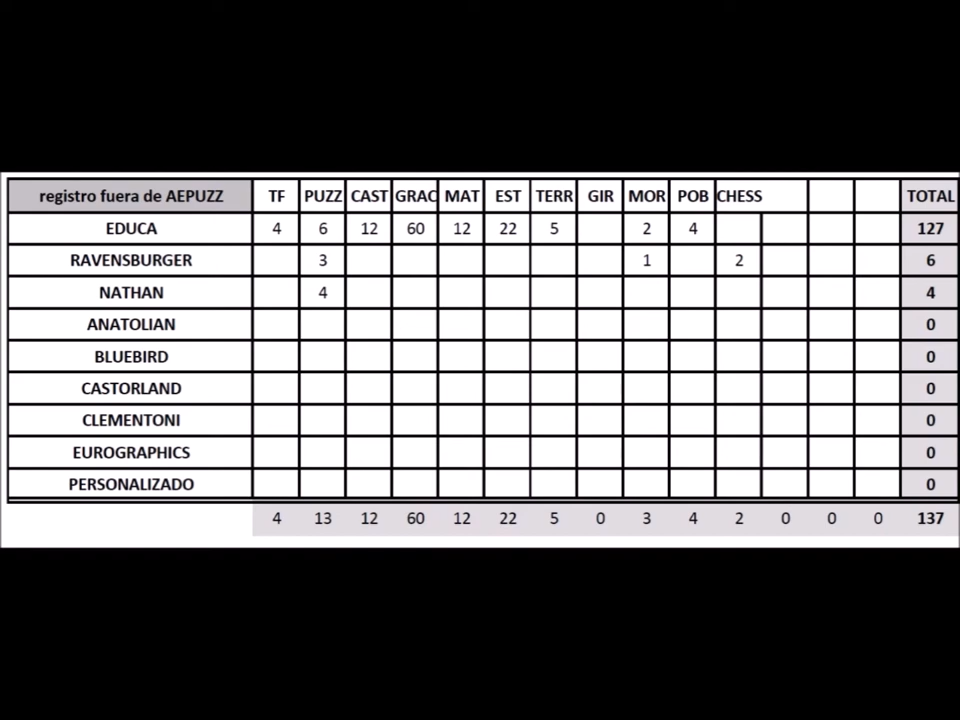 registro fuera de AEPUZZ TF PUZZ CAST GRAC MAT EST TERR GIR MOR POB CHESS TOTAL
EDUCA 4 6 12 60 12 22 5 2 4 127
RAVENSBURGER 3 1 2 6
NATHAN 4 4
ANATOLIAN 0
BLUEBIRD 0
CASTORLAND 0
CLEMENTONI 0
EUROGRAPHICS 0
PERSONALIZADO 0
4 13 12 60 12 22 5 0 3 4 2 0 0 0 137